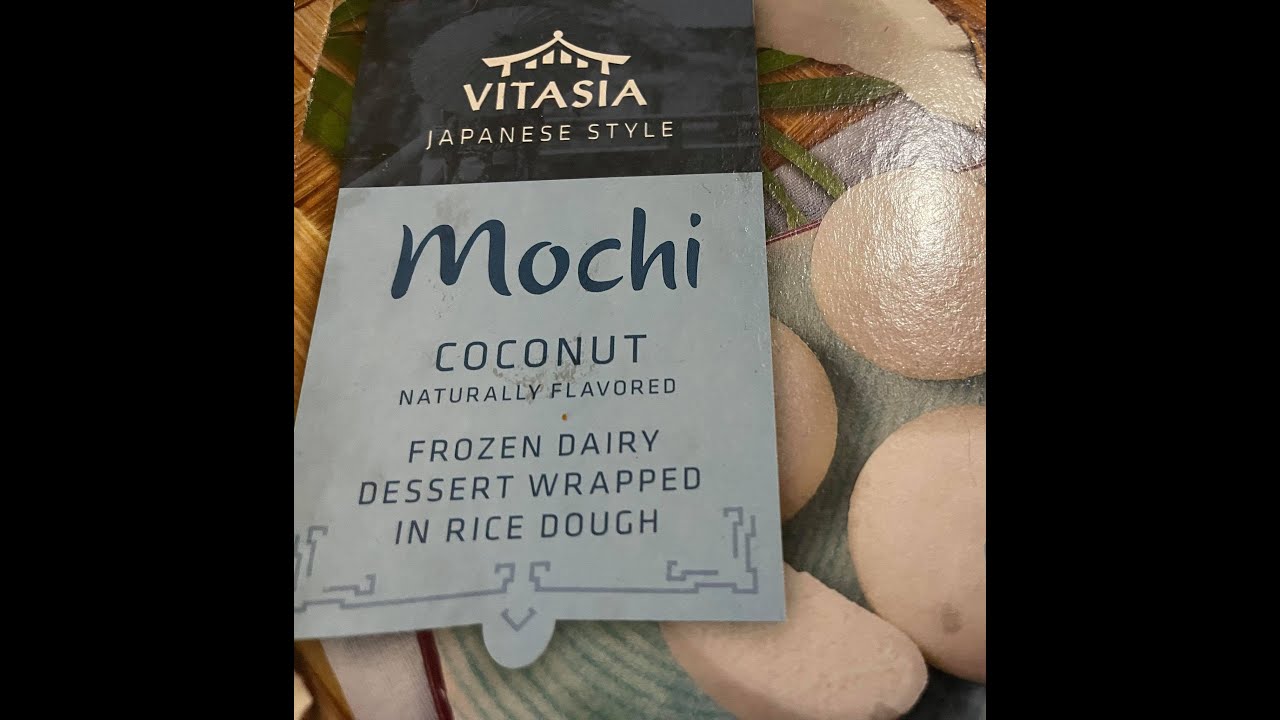 VITASIA
JAPANESE STYLE
Mochi
COCONUT
NATURALLY FLAVORED
FROZEN DAIRY
DESSERT WRAPPED
IN RICE DOUGH